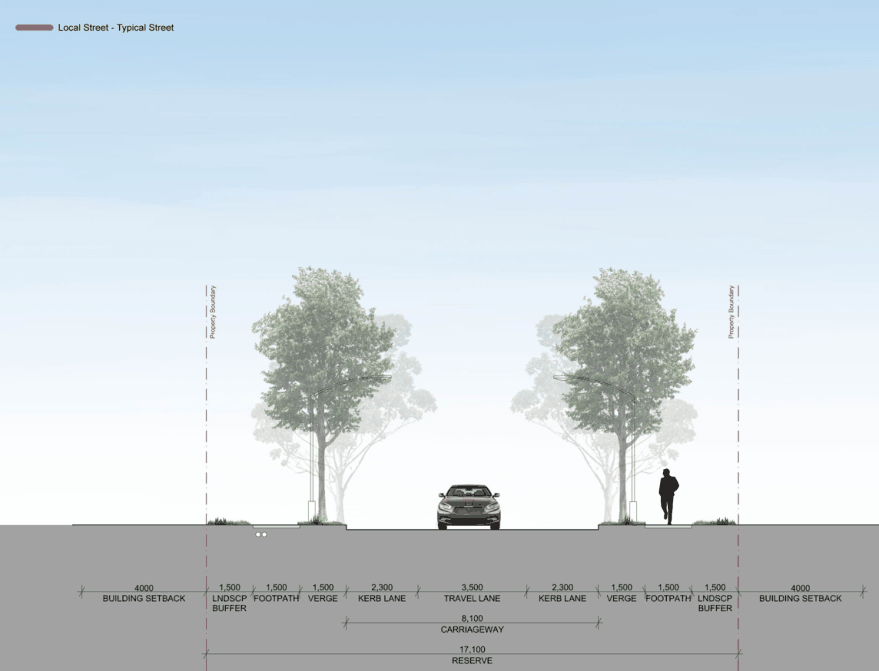 Local Street - Typical Street
Property Boundary
Property Boundary
4000
BUILDING SETBACK
1,500
LNDSCP
BUFFER
1,500
FOOTPATH
1,500
VERGE
2,300
KERB LANE
3,500
TRAVEL LANE
2,300
KERB LANE
1,500
VERGE
1,500
FOOTPATH
1,500
LNDSCP
BUFFER
4000
BUILDING SETBACK
8,100
CARRIAGEWAY
17,100
RESERVE